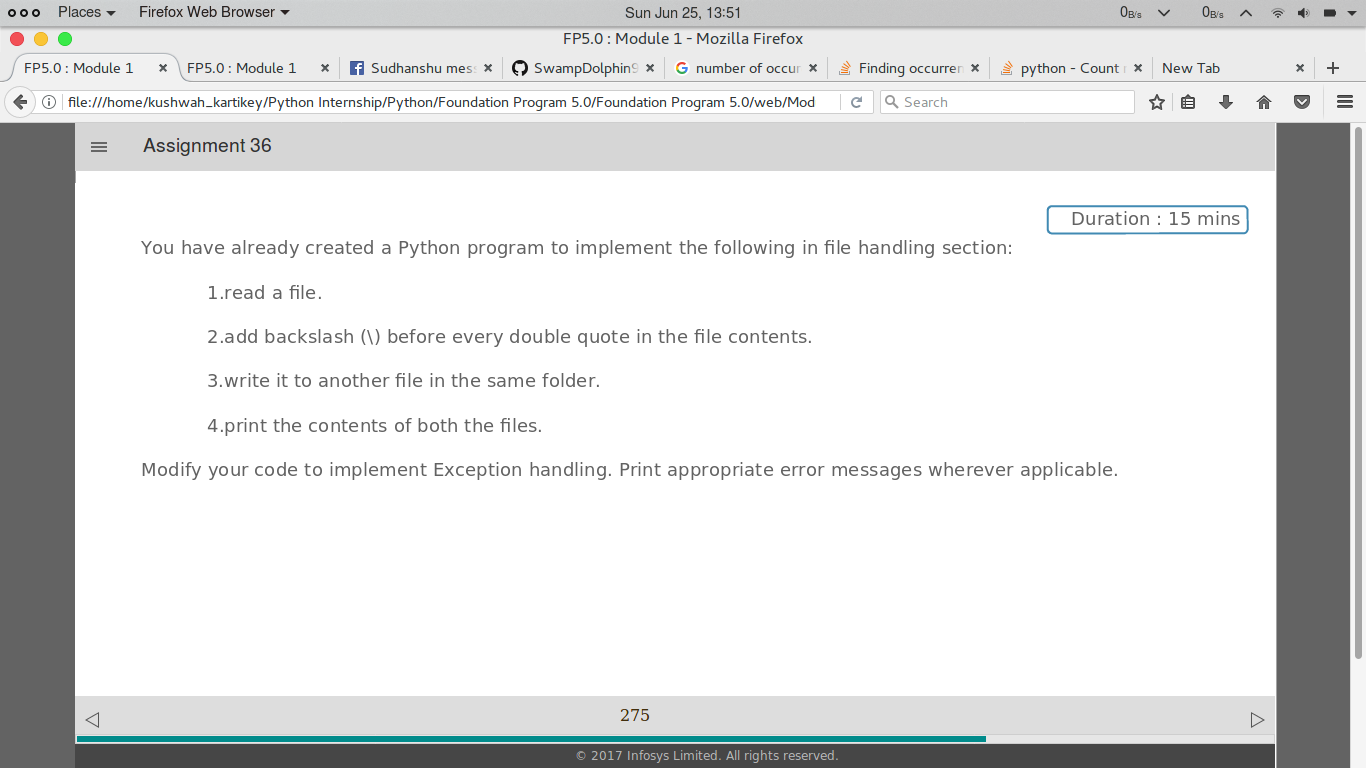 Places Firefox Web Browser Sun Jun 25, 13:51 0B/s 0B/s
FP5.0 : Module 1 - Mozilla Firefox
FP5.0 : Module 1 FP5.0 : Module 1 Sudhanshu mes SwampDolphin9 number of occur Finding occurren python - Count New Tab
file:///home/kushwah_kartikey/Python Internship/Python/Foundation Program 5.0/Foundation Program 5.0/web/Mod Search
Assignment 36
Duration : 15 mins
You have already created a Python program to implement the following in file handling section:
1.read a file.
2.add backslash (\) before every double quote in the file contents.
3.write it to another file in the same folder.
4.print the contents of both the files.
Modify your code to implement Exception handling. Print appropriate error messages wherever applicable.
275
© 2017 Infosys Limited. All rights reserved.